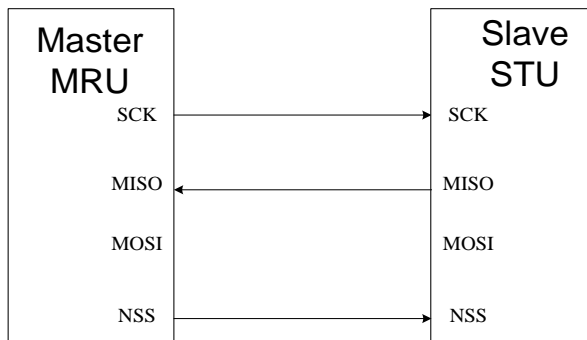 Master
MRU
SCK
MISO
MOSI
NSS
Slave
STU
SCK
MISO
MOSI
NSS